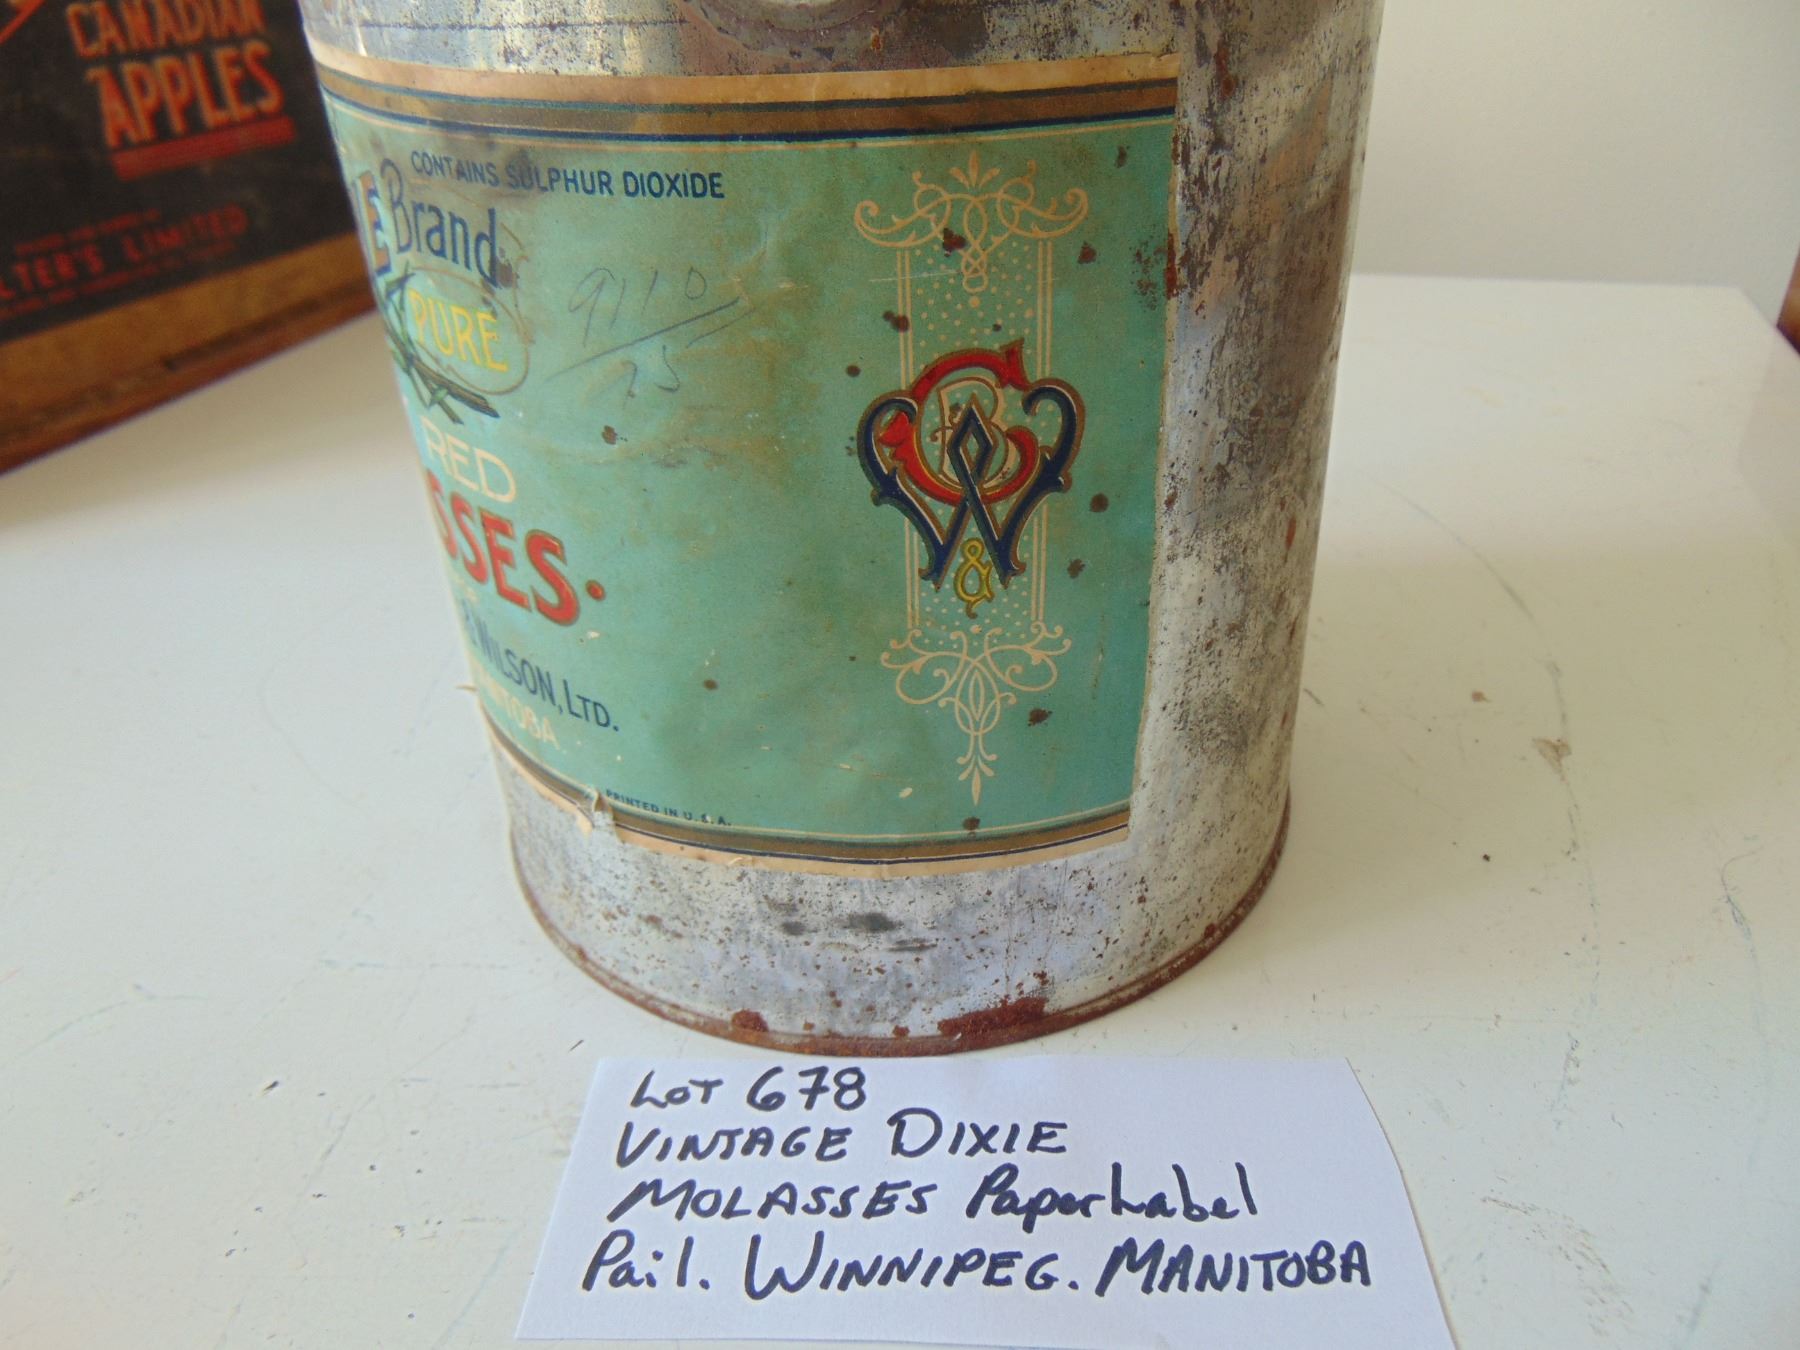 CANADIAN
APPLES
LIMITED
CONTAINS SULPHUR DIOXIDE
Brand
PURE
9110
25
RED
SSES.
WILSON, LTD.
NITOBA
PRINTED IN U.S.A.
C B W &
LOT 678
VINTAGE DIXIE
MOLASSES PaperLabel
Pail. WINNIPEG. MANITOBA